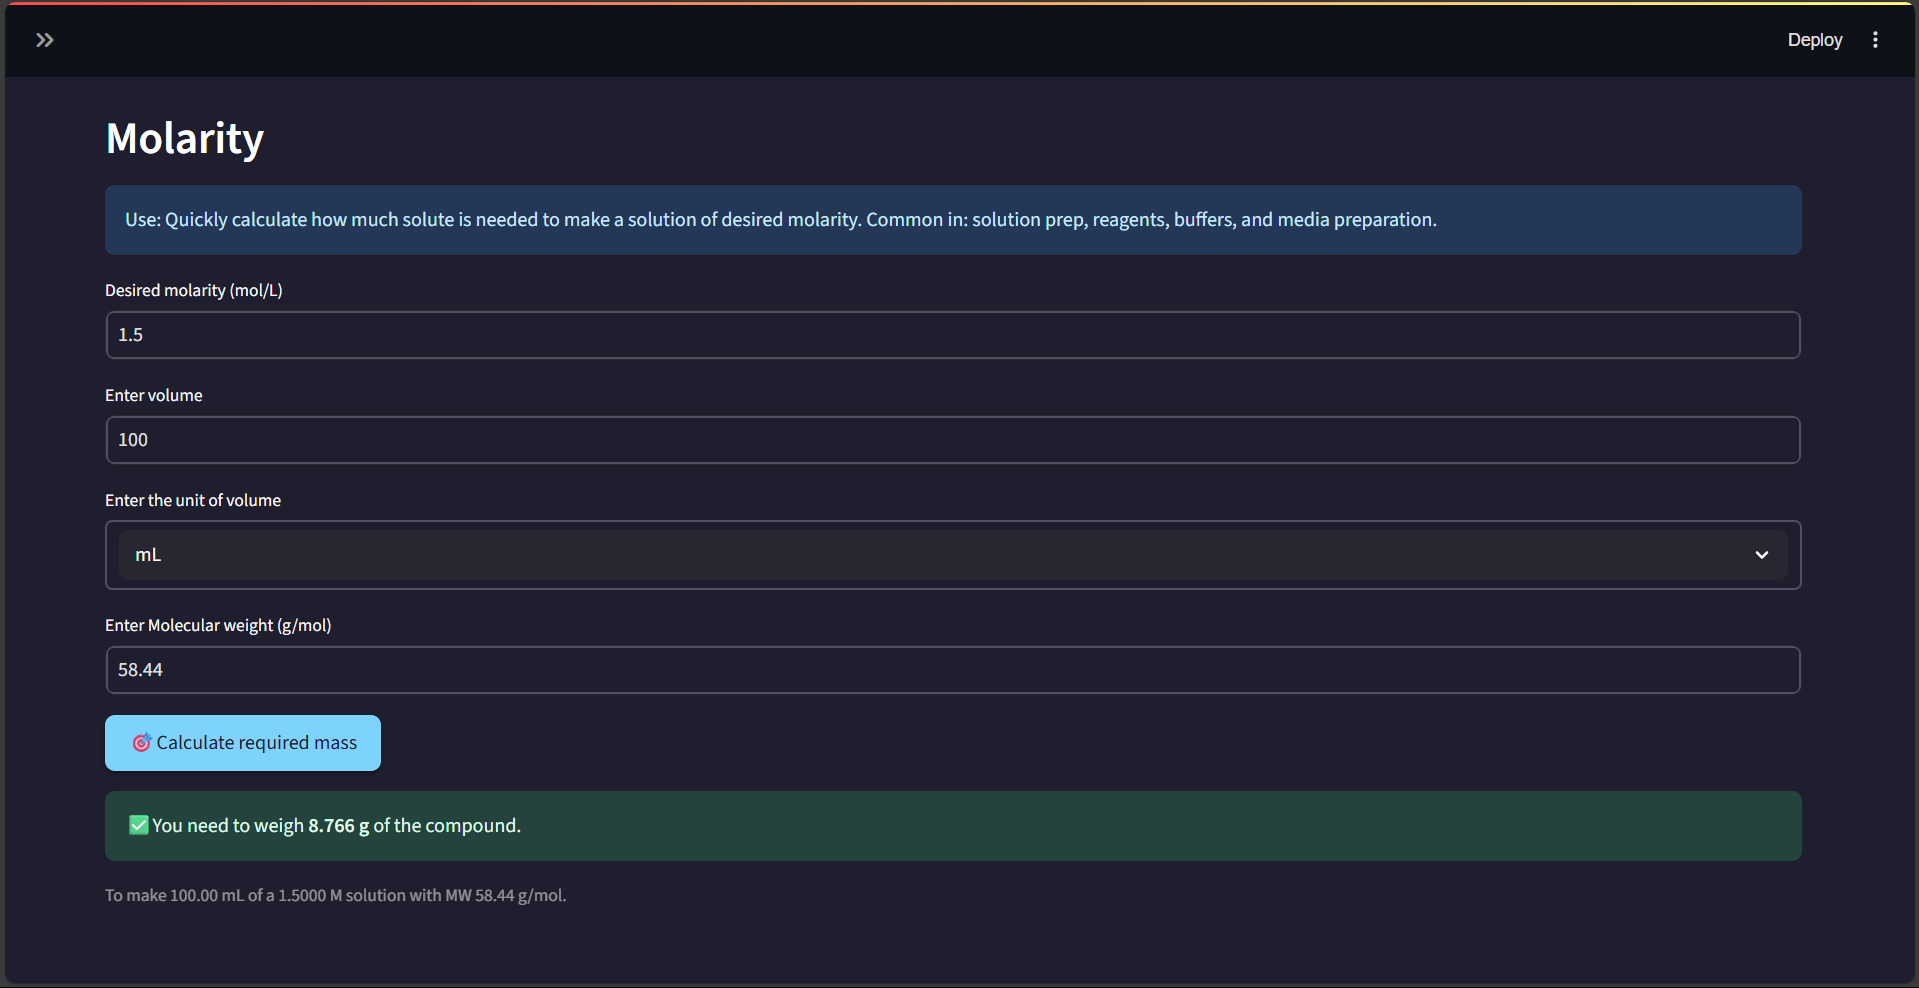 Deploy
Molarity
Use: Quickly calculate how much solute is needed to make a solution of desired molarity. Common in: solution prep, reagents, buffers, and media preparation.
Desired molarity (mol/L)
1.5
Enter volume
100
Enter the unit of volume
mL
Enter Molecular weight (g/mol)
58.44
🎯 Calculate required mass
✅ You need to weigh 8.766 g of the compound.
To make 100.00 mL of a 1.5000 M solution with MW 58.44 g/mol.